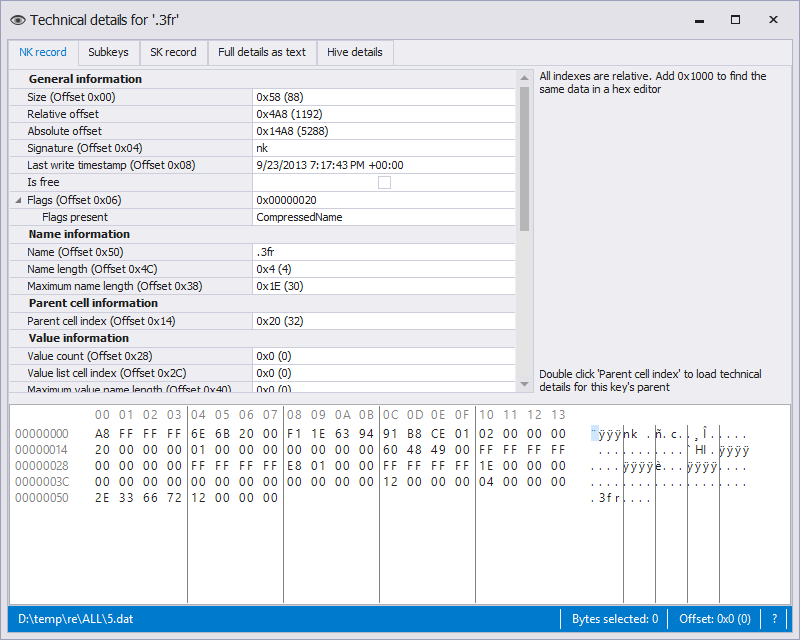 Technical details for '.3fr'
NK record Subkeys SK record Full details as text Hive details
General information
Size (Offset 0x00) 0x58 (88)
Relative offset 0x4A8 (1192)
Absolute offset 0x14A8 (5288)
Signature (Offset 0x04) nk
Last write timestamp (Offset 0x08) 9/23/2013 7:17:43 PM +00:00
Is free
Flags (Offset 0x06) 0x00000020
Flags present CompressedName
Name information
Name (Offset 0x50) .3fr
Name length (Offset 0x4C) 0x4 (4)
Maximum name length (Offset 0x38) 0x1E (30)
Parent cell information
Parent cell index (Offset 0x14) 0x20 (32)
Value information
Value count (Offset 0x28) 0x0 (0)
Value list cell index (Offset 0x2C) 0x0 (0)
Maximum value name length (Offset 0x40) 0x0 (0)
All indexes are relative. Add 0x1000 to find the
same data in a hex editor
Double click 'Parent cell index' to load technical
details for this key's parent
00 01 02 03 04 05 06 07 08 09 0A 0B 0C 0D 0E 0F 10 11 12 13
00000000 A8 FF FF FF 6E 6B 20 00 F1 1E 63 94 91 B8 CE 01 02 00 00 00 ¨ÿÿÿnk .ñ.c..¸Î.....
00000014 20 00 00 00 01 00 00 00 00 00 00 00 60 48 49 00 FF FF FF FF  ...........`HI.ÿÿÿÿ
00000028 00 00 00 00 FF FF FF FF E8 01 00 00 FF FF FF FF 1E 00 00 00 ....ÿÿÿÿè...ÿÿÿÿ....
0000003C 00 00 00 00 00 00 00 00 00 00 00 00 12 00 00 00 04 00 00 00 ....................
00000050 2E 33 66 72 12 00 00 00 .3fr....
D:\temp\re\ALL\5.dat Bytes selected: 0 Offset: 0x0 (0) ?